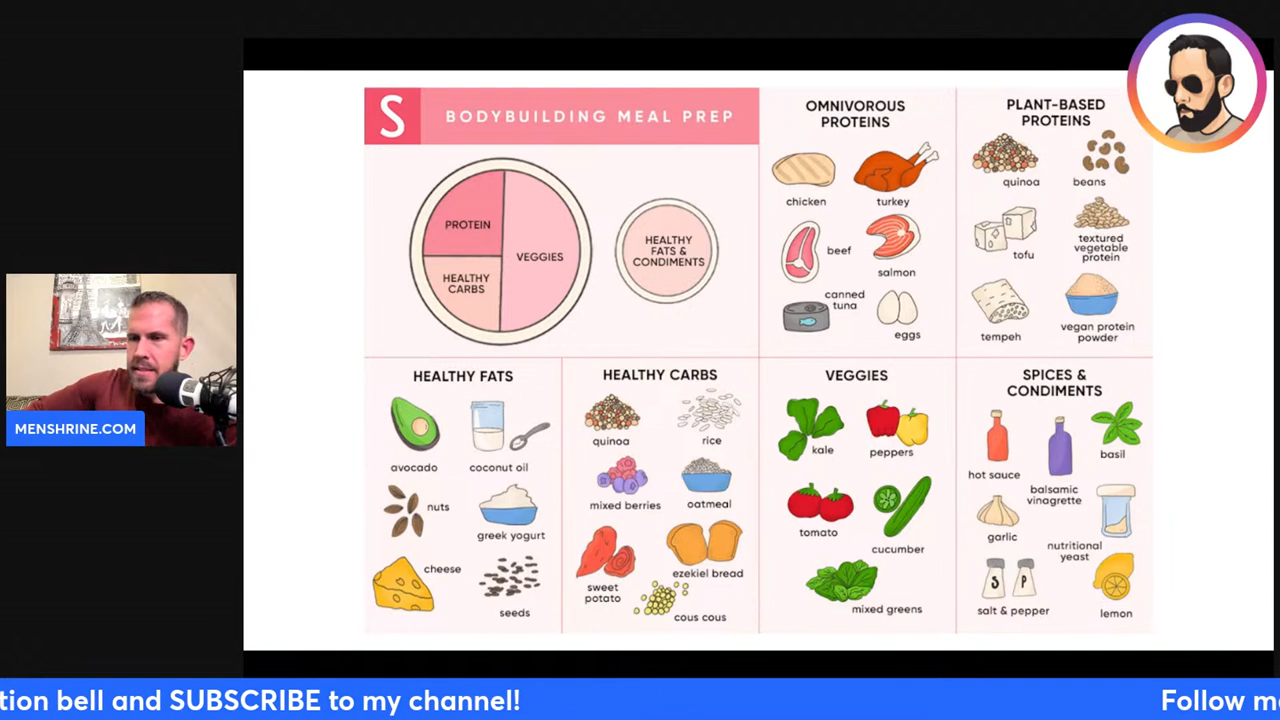 S
BODYBUILDING MEAL PREP
PROTEIN
HEALTHY
CARBS
VEGGIES
HEALTHY
FATS &
CONDIMENTS
OMNIVOROUS
PROTEINS
chicken
turkey
beef
salmon
canned
tuna
eggs
PLANT-BASED
PROTEINS
quinoa
beans
tofu
textured
vegetable
protein
tempeh
vegan protein
powder
HEALTHY FATS
avocado
coconut oil
nuts
greek yogurt
cheese
seeds
HEALTHY CARBS
quinoa
rice
mixed berries
oatmeal
sweet
potato
ezekiel bread
cous cous
VEGGIES
kale
peppers
tomato
cucumber
mixed greens
SPICES &
CONDIMENTS
hot sauce
balsamic
vinagrette
basil
garlic
nutritional
yeast
S P
salt & pepper
lemon
MENSHRINE.COM
tion bell and SUBSCRIBE to my channel!
Follow m